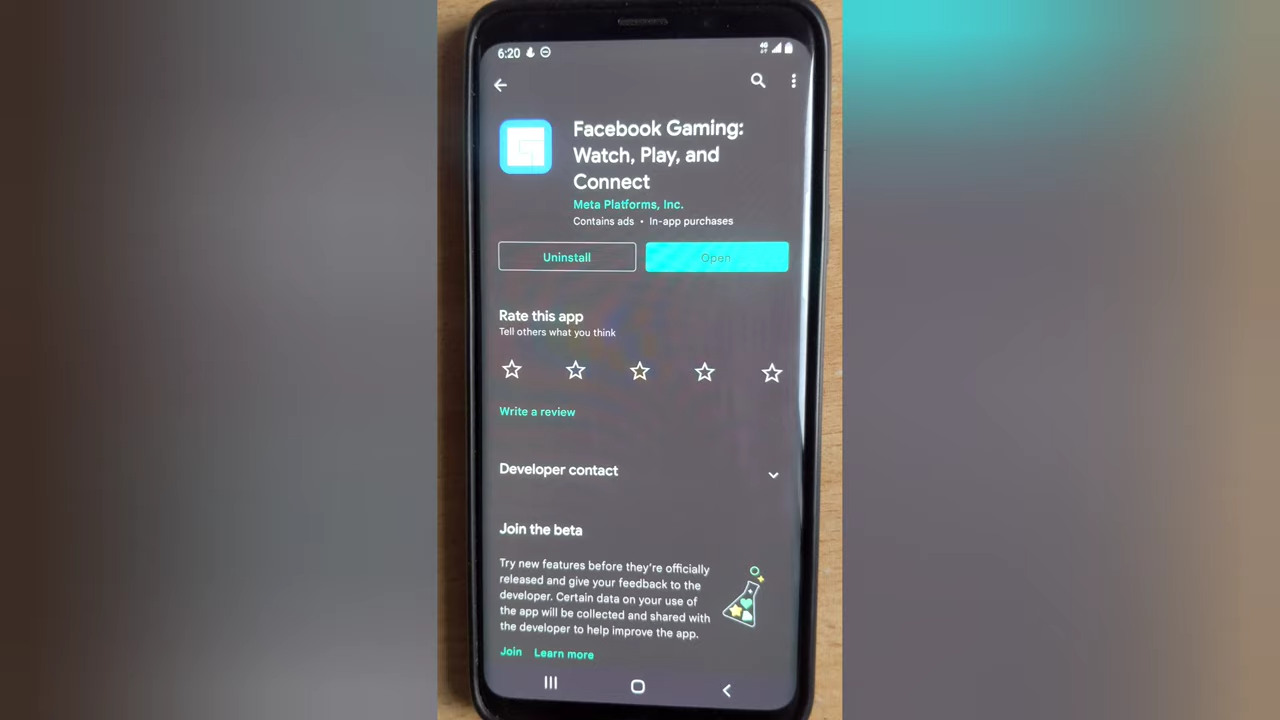 6:20
4G
Facebook Gaming:
Watch, Play, and
Connect
Meta Platforms, Inc.
Contains ads • In-app purchases
Uninstall
Open
Rate this app
Tell others what you think
Write a review
Developer contact
Join the beta
Try new features before they're officially
released and give your feedback to the
developer. Certain data on your use of
the app will be collected and shared with
the developer to help improve the app.
Join Learn more